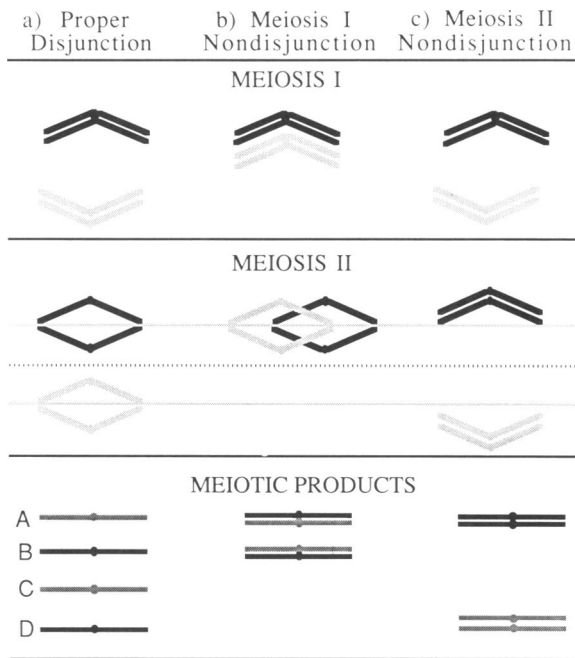 a) Proper Disjunction
b) Meiosis I Nondisjunction
c) Meiosis II Nondisjunction
MEIOSIS I
MEIOSIS II
MEIOTIC PRODUCTS
A
B
C
D